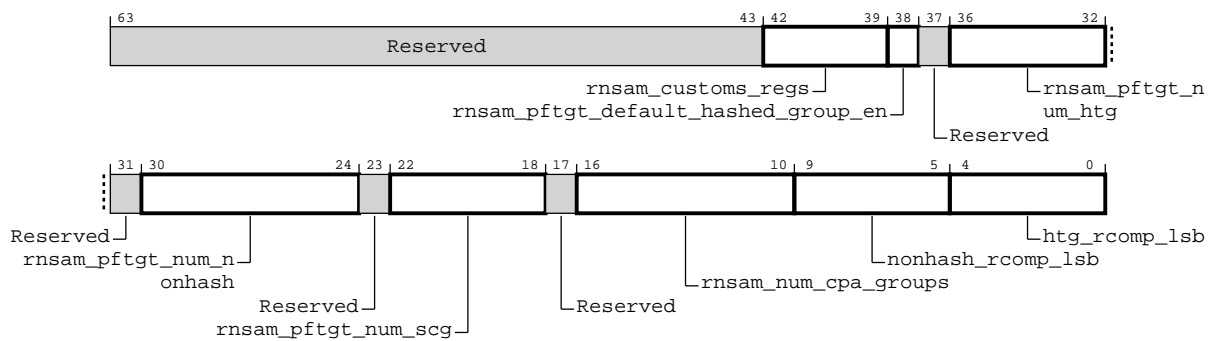 63 43 42 39 38 37 36 32
Reserved
rnsam_customs_regs
rnsam_pftgt_n
rnsam_pftgt_default_hashed_group_en
um_htg
Reserved
31 30 24 23 22 18 17 16 10 9 5 4 0
Reserved
htg_rcomp_lsb
rnsam_pftgt_num_n
nonhash_rcomp_lsb
onhash
rnsam_num_cpa_groups
Reserved
Reserved
rnsam_pftgt_num_scg